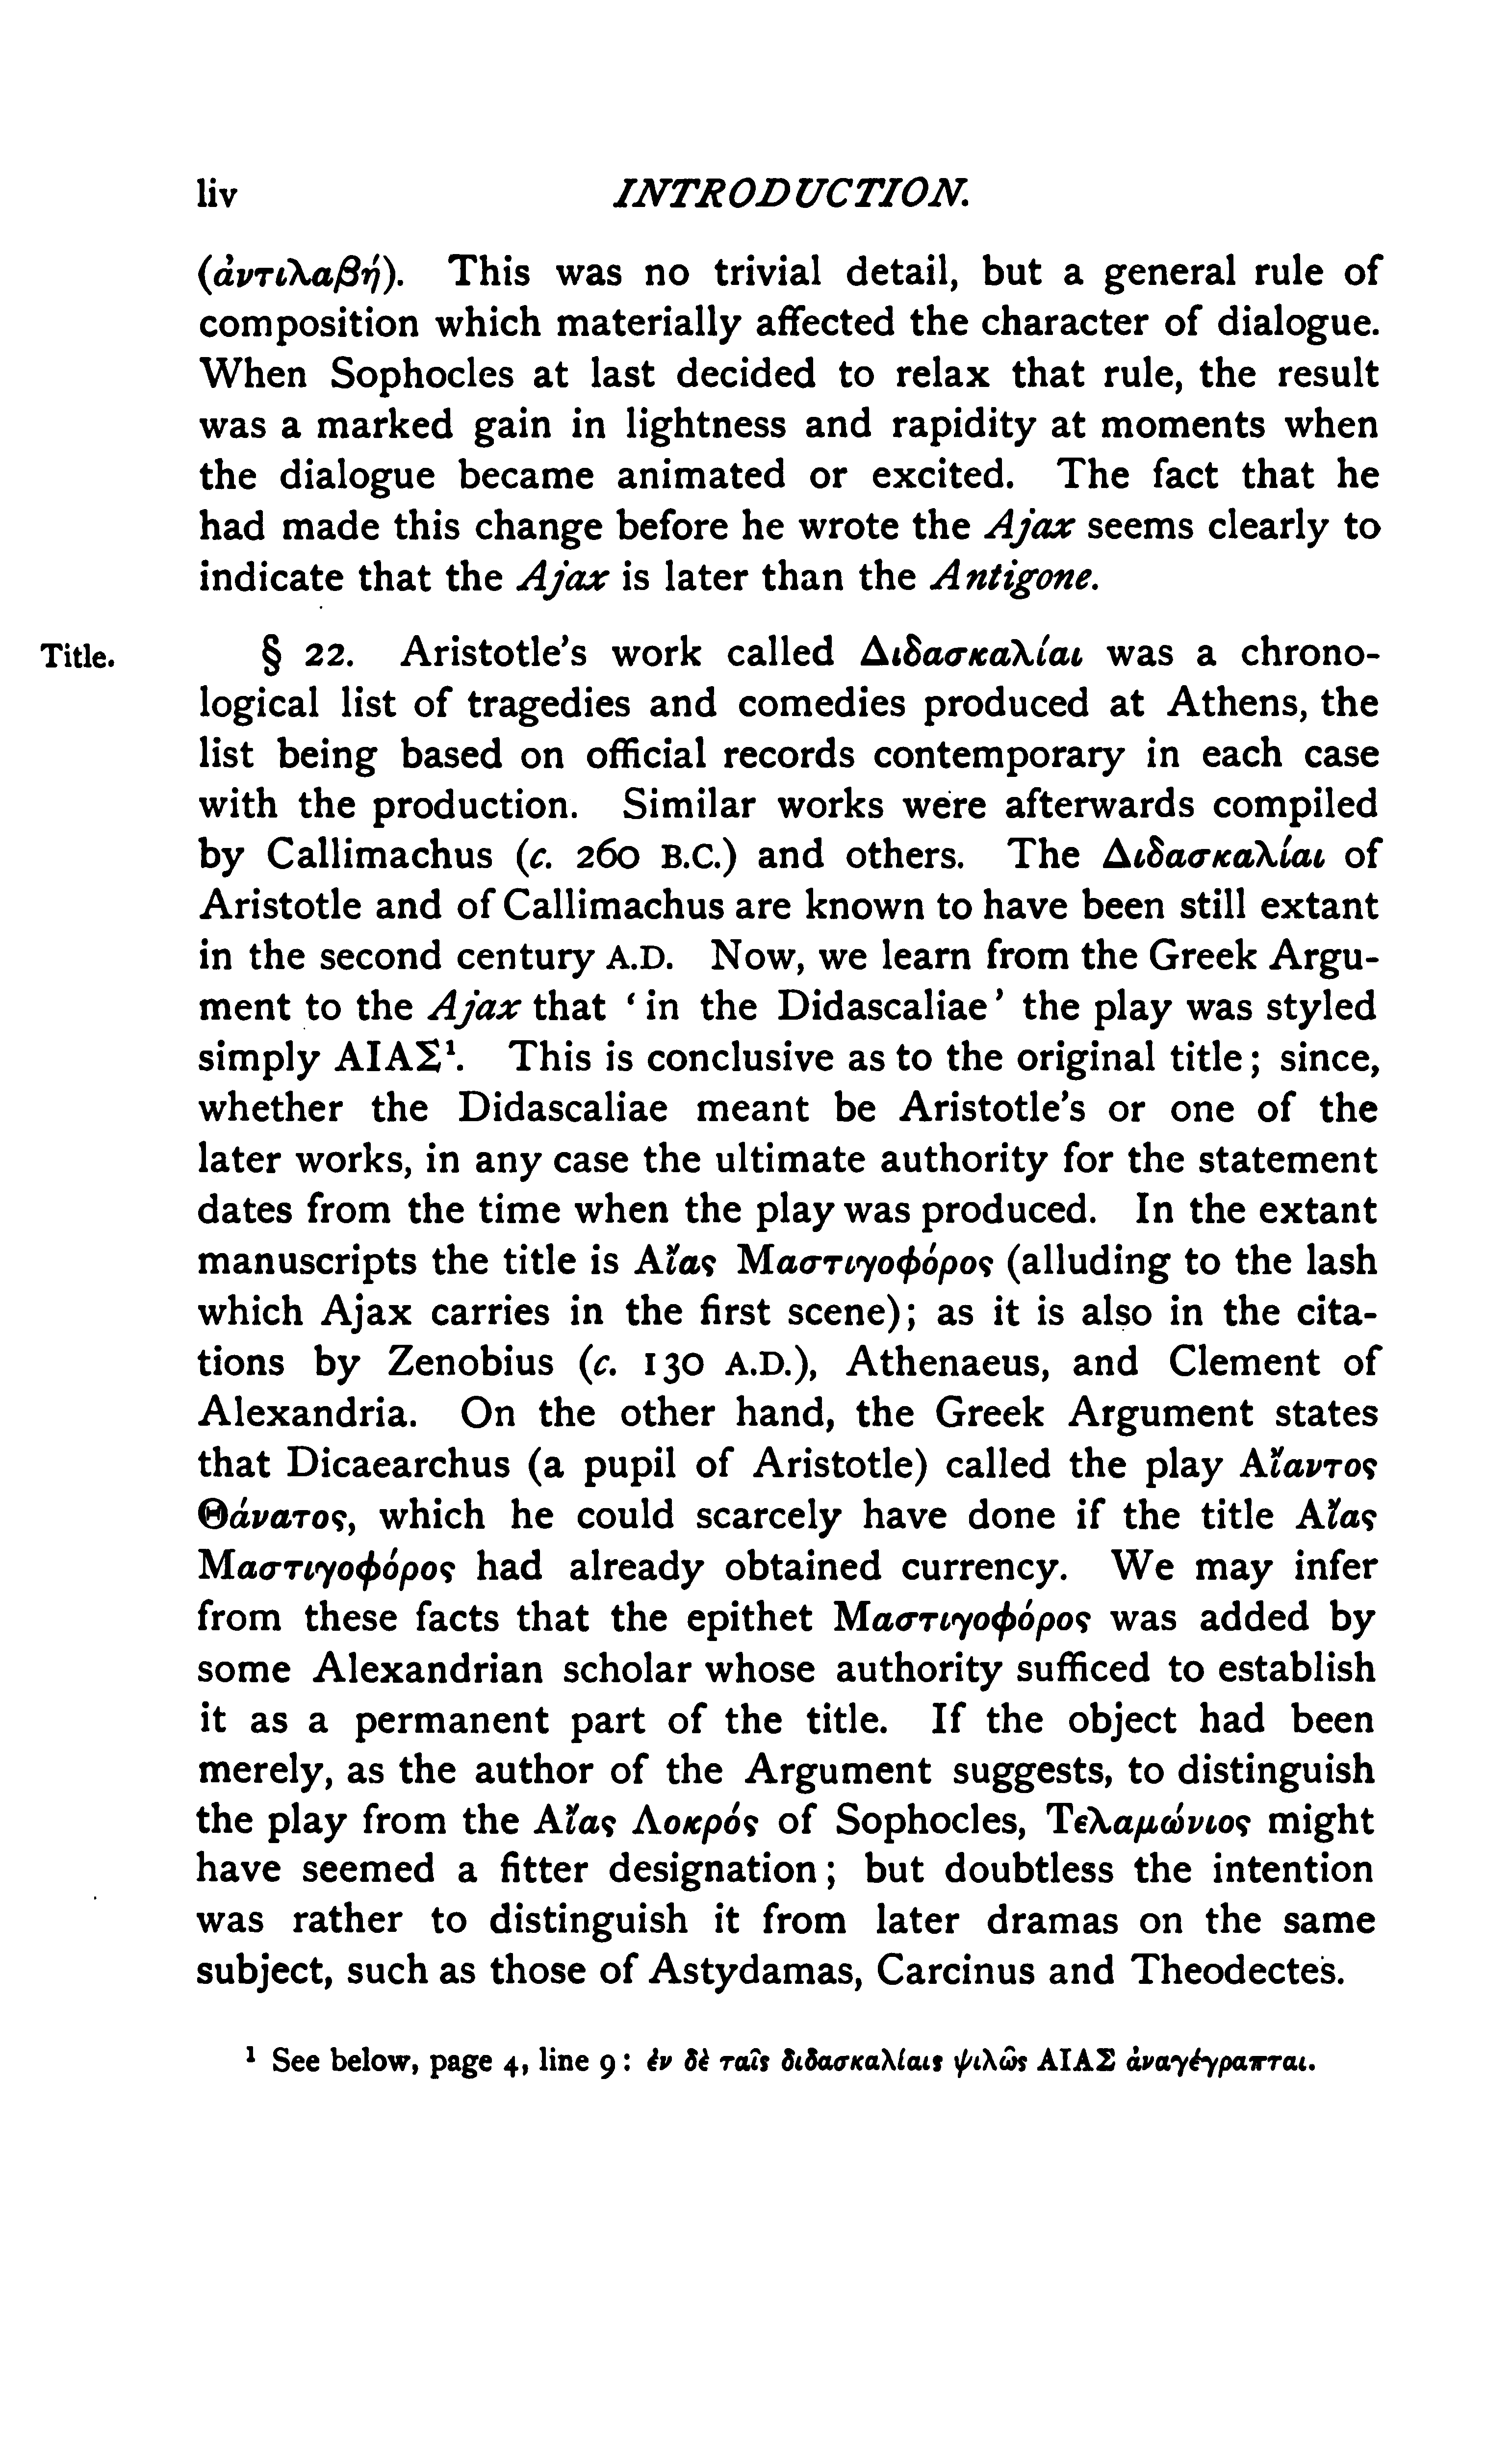 liv INTRODUCTION.
(ἀντιλαβή). This was no trivial detail, but a general rule of
composition which materially affected the character of dialogue.
When Sophocles at last decided to relax that rule, the result
was a marked gain in lightness and rapidity at moments when
the dialogue became animated or excited. The fact that he
had made this change before he wrote the Ajax seems clearly to
indicate that the Ajax is later than the Antigone.
Title. § 22. Aristotle's work called Διδασκαλίαι was a chrono-
logical list of tragedies and comedies produced at Athens, the
list being based on official records contemporary in each case
with the production. Similar works were afterwards compiled
by Callimachus (c. 260 B.C.) and others. The Διδασκαλίαι of
Aristotle and of Callimachus are known to have been still extant
in the second century A.D. Now, we learn from the Greek Argu-
ment to the Ajax that ‘in the Didascaliae’ the play was styled
simply ΑΙΑΣ¹. This is conclusive as to the original title; since,
whether the Didascaliae meant be Aristotle's or one of the
later works, in any case the ultimate authority for the statement
dates from the time when the play was produced. In the extant
manuscripts the title is Αἴας Μαστιγοφόρος (alluding to the lash
which Ajax carries in the first scene); as it is also in the cita-
tions by Zenobius (c. 130 A.D.), Athenaeus, and Clement of
Alexandria. On the other hand, the Greek Argument states
that Dicaearchus (a pupil of Aristotle) called the play Αἴαντος
Θάνατος, which he could scarcely have done if the title Αἴας
Μαστιγοφόρος had already obtained currency. We may infer
from these facts that the epithet Μαστιγοφόρος was added by
some Alexandrian scholar whose authority sufficed to establish
it as a permanent part of the title. If the object had been
merely, as the author of the Argument suggests, to distinguish
the play from the Αἴας Λοκρός of Sophocles, Τελαμώνιος might
have seemed a fitter designation; but doubtless the intention
was rather to distinguish it from later dramas on the same
subject, such as those of Astydamas, Carcinus and Theodectes.
¹ See below, page 4, line 9: ἐν δὲ ταῖς διδασκαλίαις ψιλῶς ΑΙΑΣ ἀναγέγραπται.